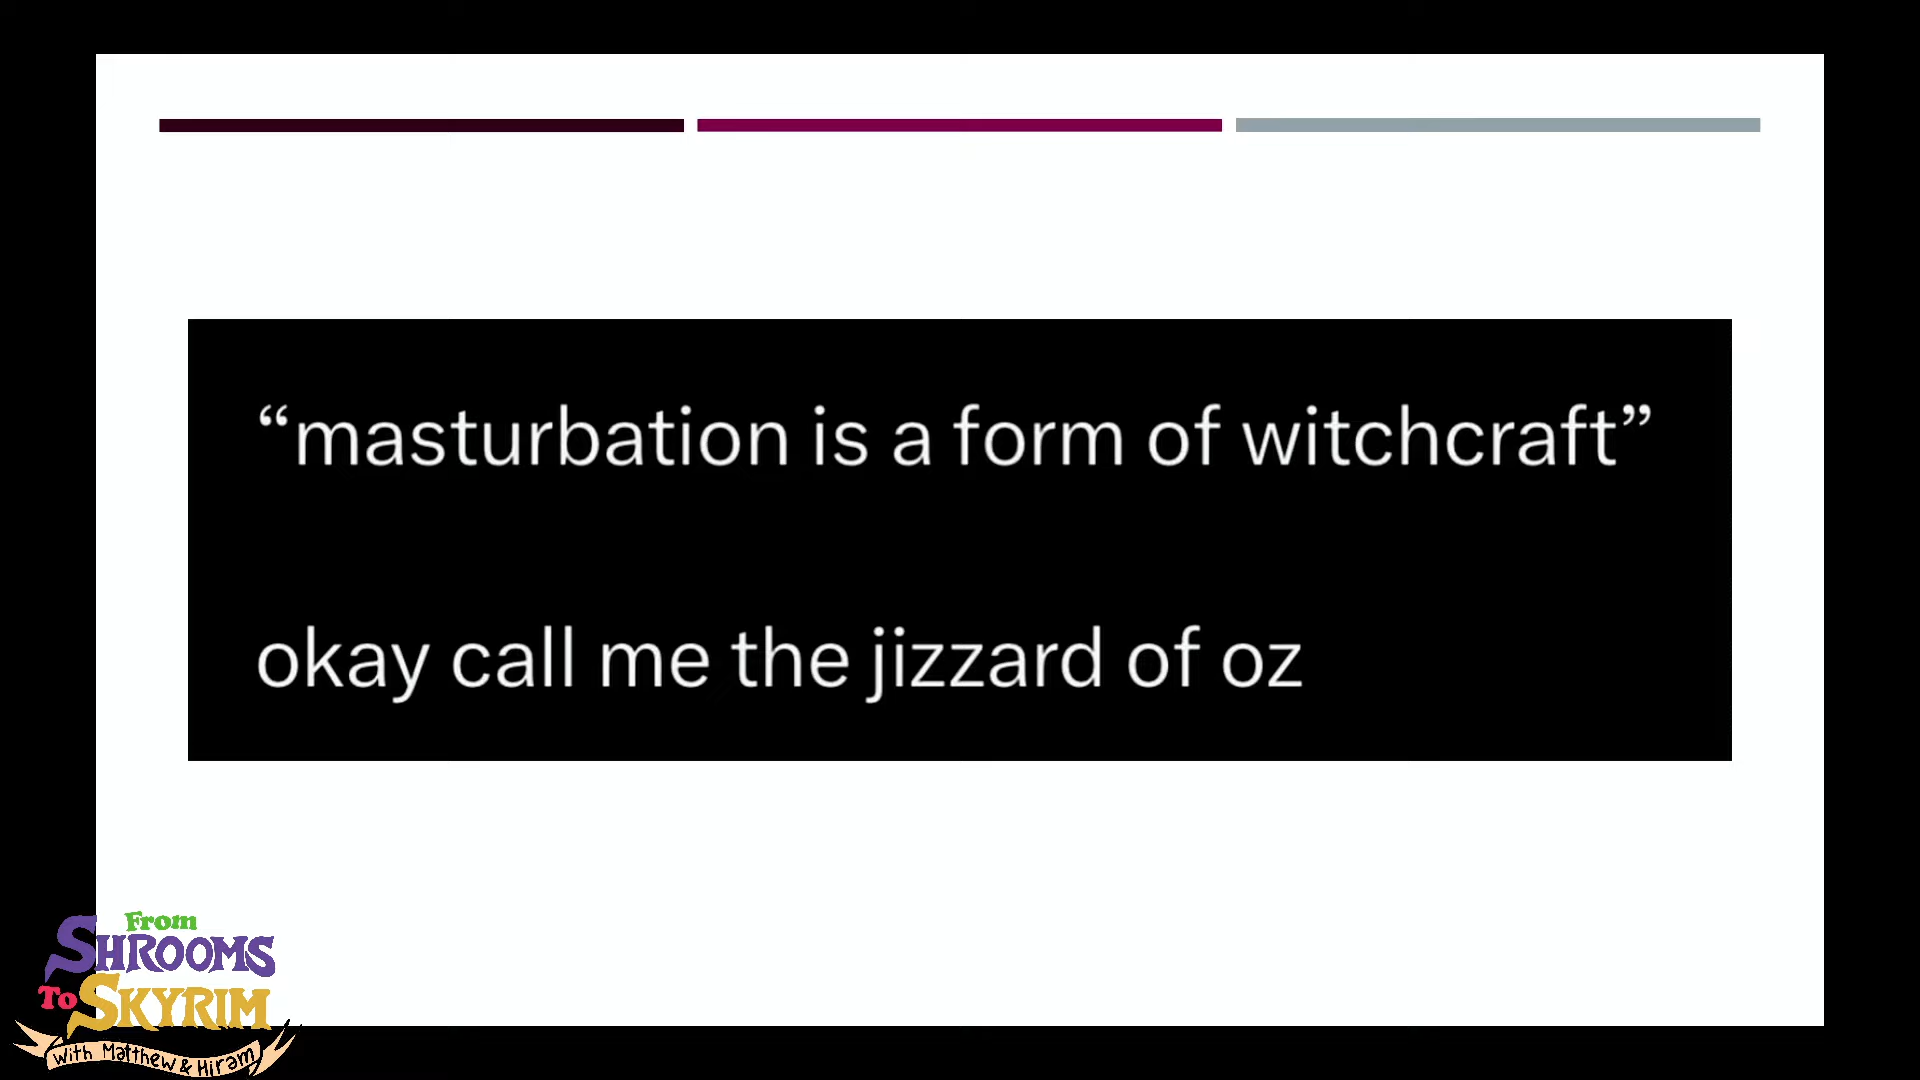 “masturbation is a form of witchcraft”
okay call me the jizzard of oz
From
SHROOMS
To SKYRIM
with Matthew & Hiram